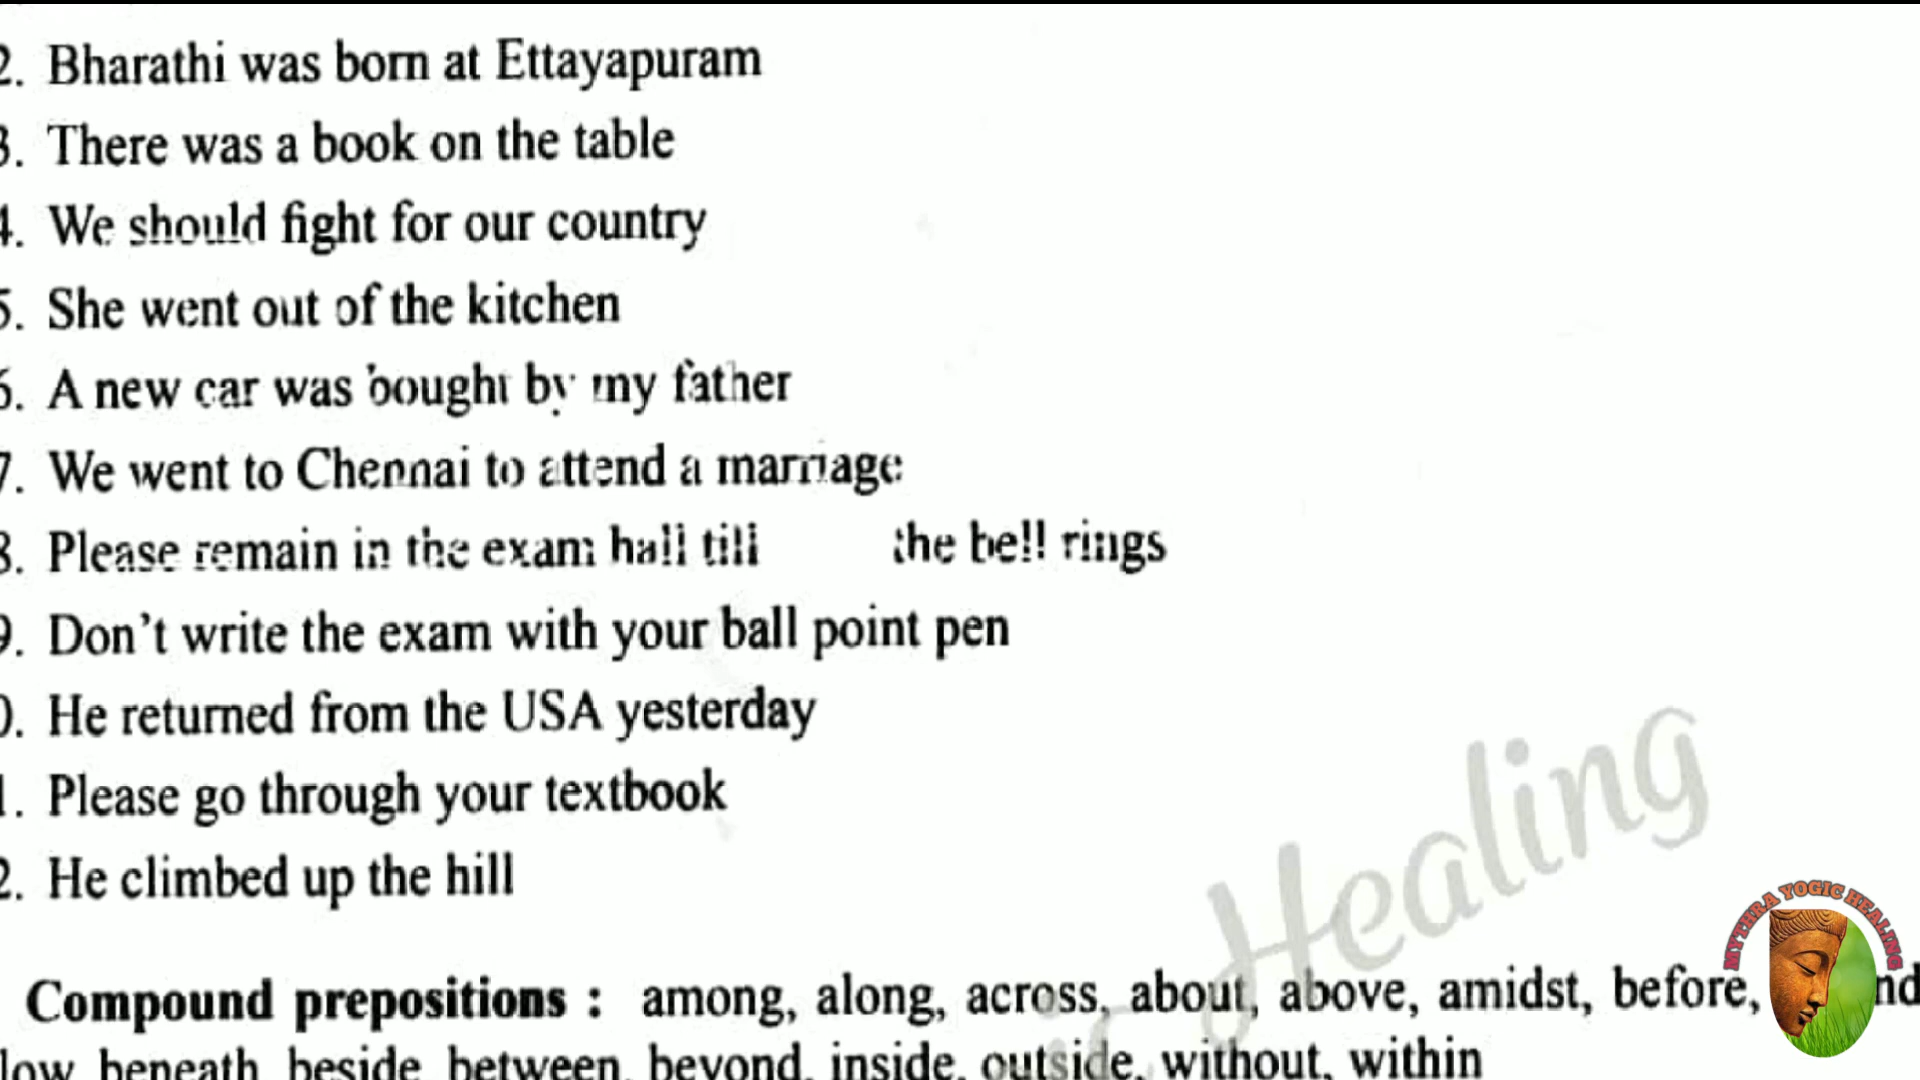 2. Bharathi was born at Ettayapuram
3. There was a book on the table
4. We should fight for our country
5. She went out of the kitchen
6. A new car was bought by my father
7. We went to Chennai to attend a marriage
8. Please remain in the exam hall till the bell rings
9. Don't write the exam with your ball point pen
0. He returned from the USA yesterday
1. Please go through your textbook
2. He climbed up the hill
Healing
MYTHRA YOGIC HEALING
Compound prepositions : among, along, across, about, above, amidst, before, nd
low beneath beside between, beyond, inside, outside, without, within